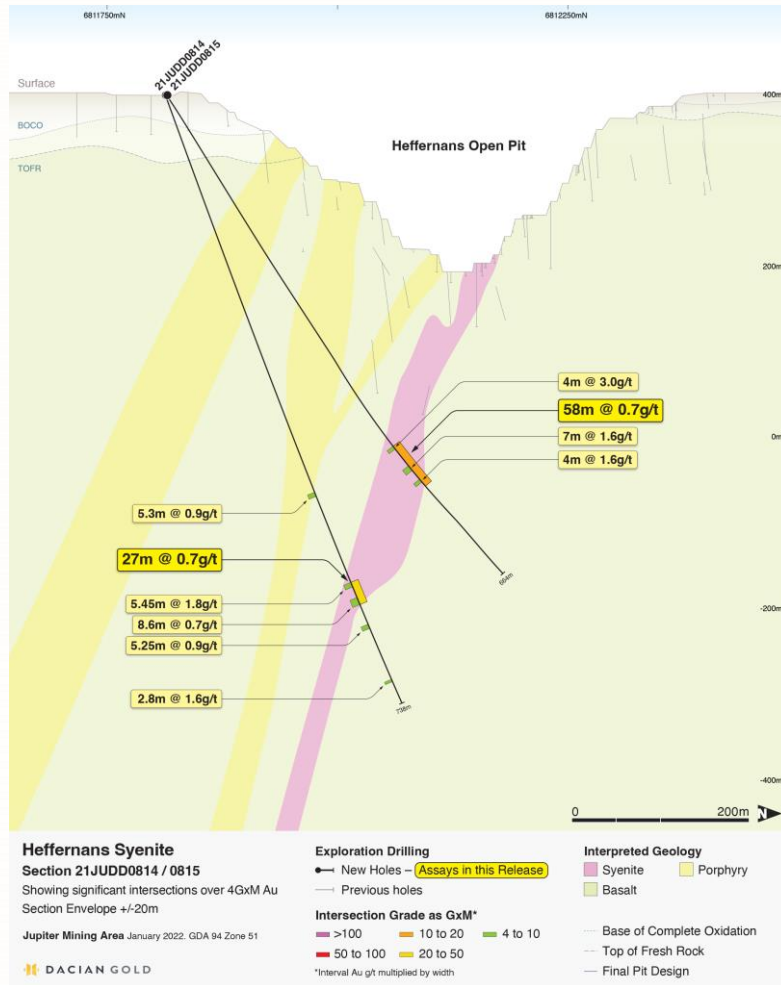 6811750mN
6812250mN
21JUDD0814
21JUDD0815
Surface
400m
BOCO
Heffernans Open Pit
TOFR
200m
4m @ 3.0g/t
58m @ 0.7g/t
0m
7m @ 1.6g/t
4m @ 1.6g/t
5.3m @ 0.9g/t
27m @ 0.7g/t
664m
5.45m @ 1.8g/t
-200m
8.6m @ 0.7g/t
5.25m @ 0.9g/t
2.8m @ 1.6g/t
738m
-400m
0 200m
N
Heffernans Syenite
Section 21JUDD0814 / 0815
Showing significant intersections over 4GxM Au
Section Envelope +/-20m
Jupiter Mining Area January 2022. GDA 94 Zone 51
DACIAN GOLD
Exploration Drilling
New Holes – Assays in this Release
Previous holes
Intersection Grade as GxM*
>100 10 to 20 4 to 10
50 to 100 20 to 50
*Interval Au g/t multiplied by width
Interpreted Geology
Syenite Porphyry
Basalt
Base of Complete Oxidation
Top of Fresh Rock
Final Pit Design